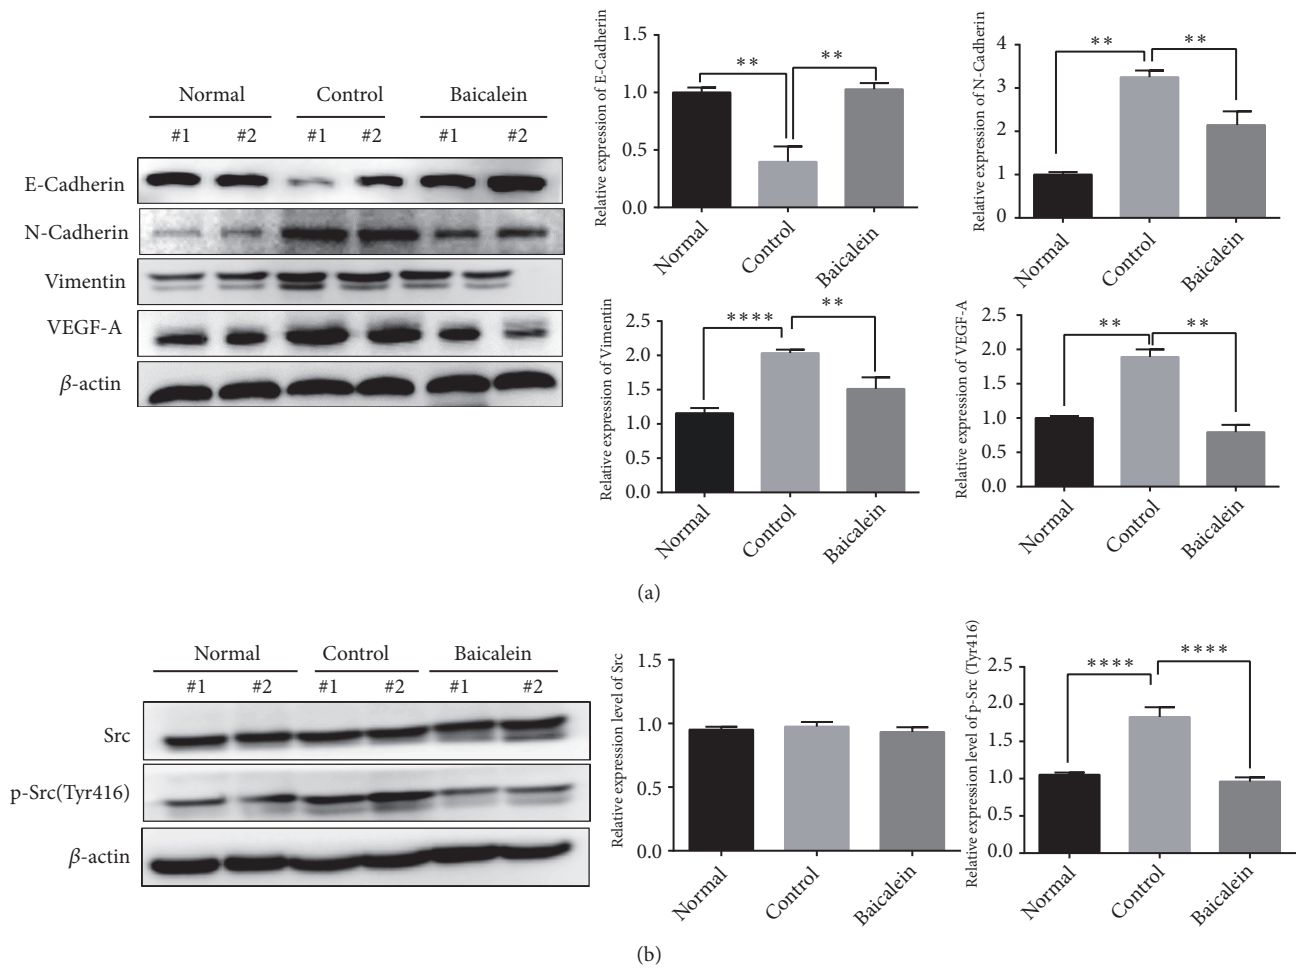 Normal Control Baicalein
#1 #2 #1 #2 #1 #2
E-Cadherin
N-Cadherin
Vimentin
VEGF-A
β-actin
Relative expression of E-Cadherin
1.5
1.0
0.5
0.0
** **
Normal Control Baicalein
Relative expression of N-Cadherin
4
3
2
1
0
** **
Normal Control Baicalein
Relative expression of Vimentin
2.5
2.0
1.5
1.0
0.5
0.0
**** **
Normal Control Baicalein
Relative expression of VEGF-A
2.5
2.0
1.5
1.0
0.5
0.0
** **
Normal Control Baicalein
(a)
Normal Control Baicalein
#1 #2 #1 #2 #1 #2
Src
p-Src(Tyr416)
β-actin
Relative expression level of Src
1.5
1.0
0.5
0.0
Normal Control Baicalein
Relative expression level of p-Src (Tyr416)
2.5
2.0
1.5
1.0
0.5
0.0
**** ****
Normal Control Baicalein
(b)